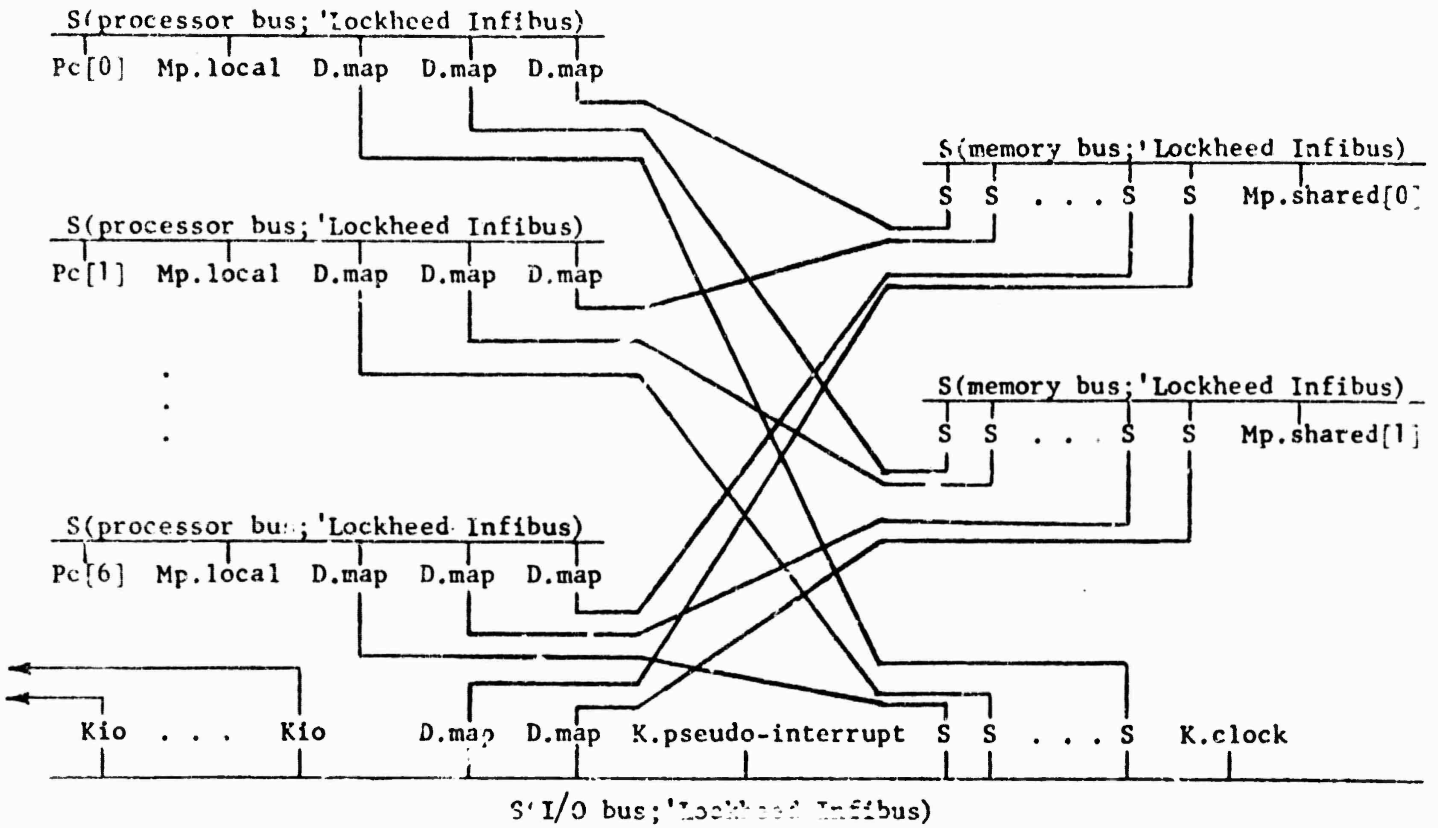 S(processor bus; 'Lockheed Infibus)
Pc[0] Mp.local D.map D.map D.map
S(memory bus; 'Lockheed Infibus)
S S . . . S S Mp.shared[0]
S(processor bus; 'Lockheed Infibus)
Pc[1] Mp.local D.map D.map D.map
.
.
.
S(memory bus; 'Lockheed Infibus)
S S . . . S S Mp.shared[1]
S(processor bus; 'Lockheed Infibus)
Pc[6] Mp.local D.map D.map D.map
Kio . . . Kio D.map D.map K.pseudo-interrupt S S . . . S K.clock
S(I/O bus; 'Lockheed Infibus)